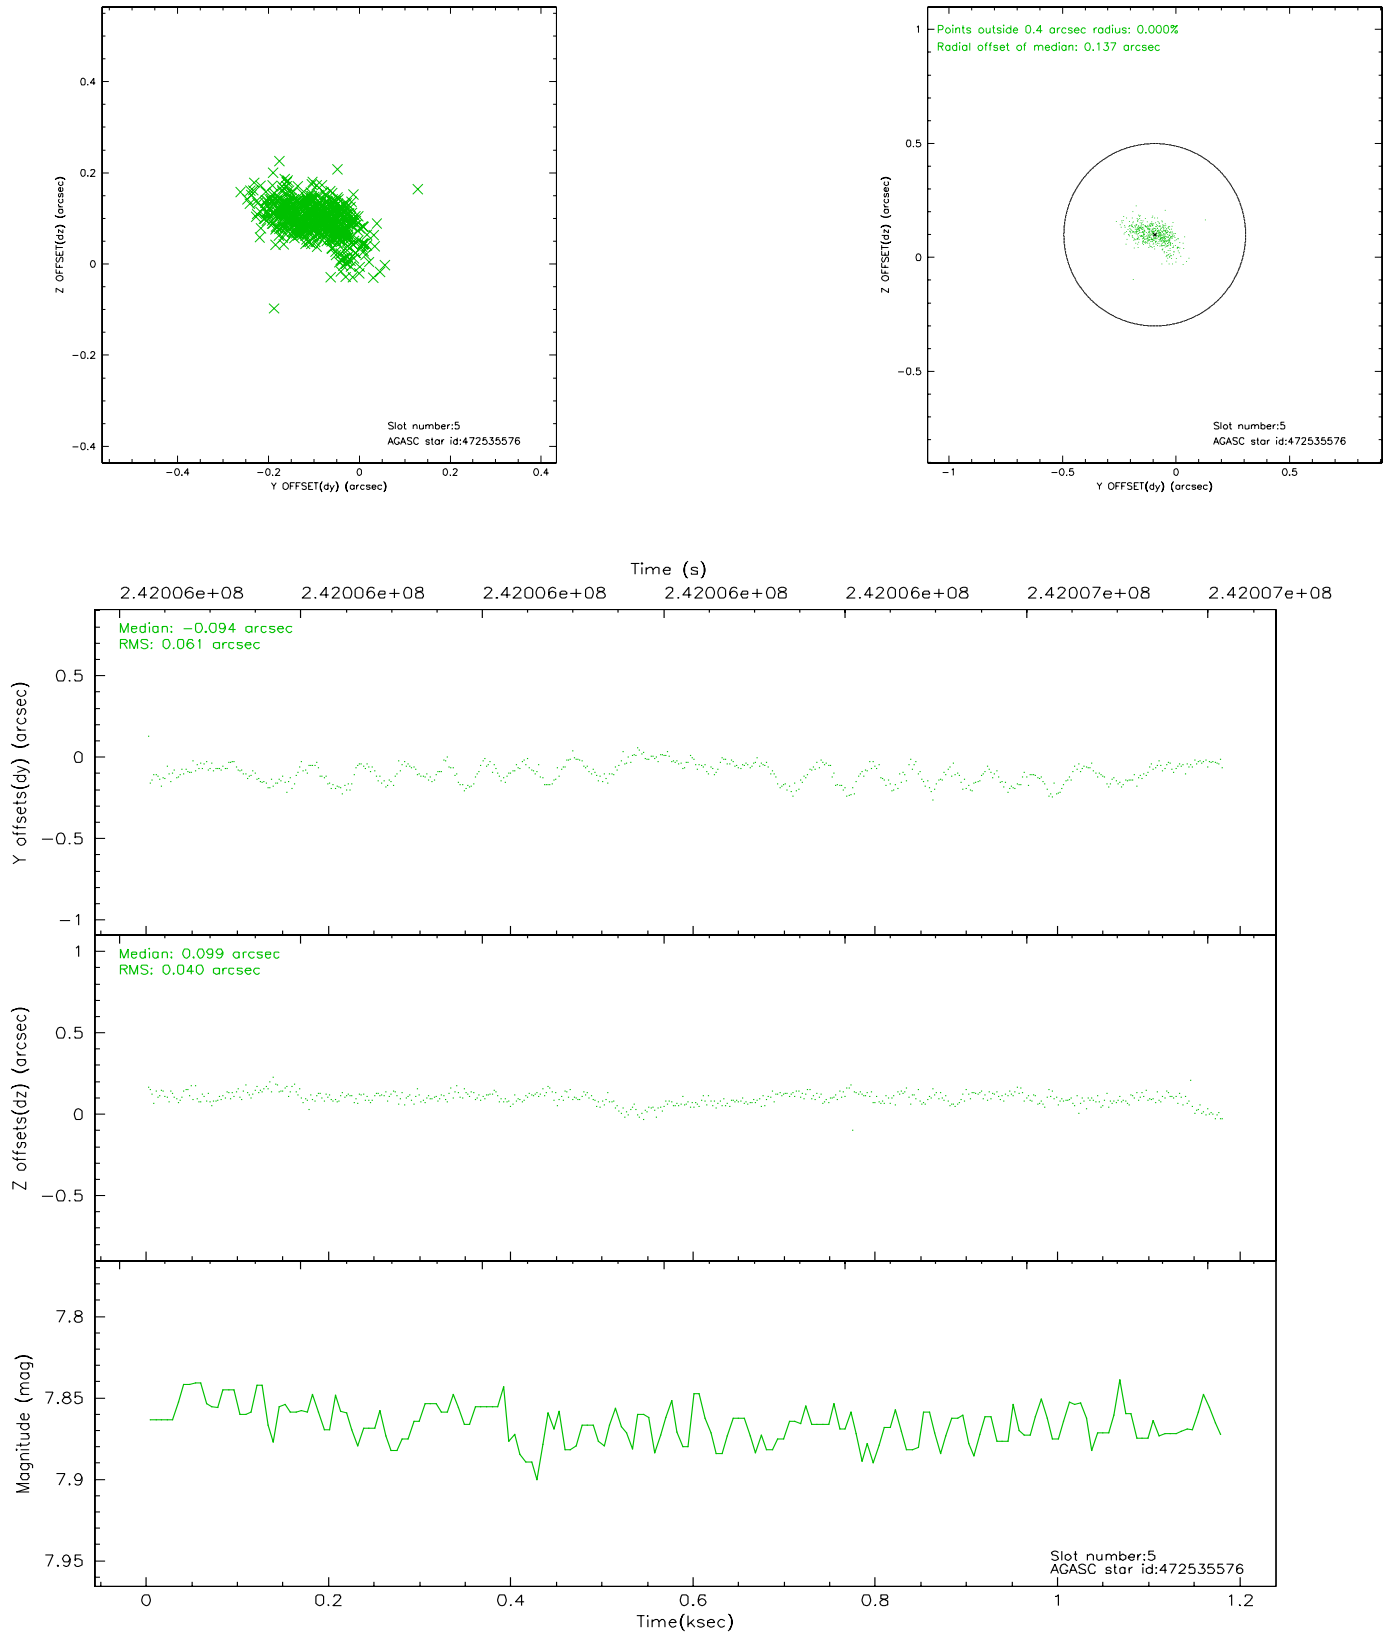 0.4
0.2
0
−0.2
−0.4
Z OFFSET(dz) (arcsec)
Slot number:5
AGASC star id:472535576
−0.4
−0.2
0
0.2
0.4
Y OFFSET(dy) (arcsec)
Points outside 0.4 arcsec radius: 0.000%
Radial offset of median: 0.137 arcsec
1
0.5
0
−0.5
Z OFFSET(dz) (arcsec)
Slot number:5
AGASC star id:472535576
−1
−0.5
0
0.5
Y OFFSET(dy) (arcsec)
Time (s)
2.42006e+08
2.42006e+08
2.42006e+08
2.42006e+08
2.42006e+08
2.42007e+08
2.42007e+08
Median: −0.094 arcsec
RMS: 0.061 arcsec
0.5
0
−0.5
−1
Y offsets(dy) (arcsec)
Median: 0.099 arcsec
RMS: 0.040 arcsec
1
0.5
0
−0.5
Z offsets(dz) (arcsec)
7.8
7.85
7.9
7.95
Magnitude (mag)
Slot number:5
AGASC star id:472535576
0
0.2
0.4
0.6
0.8
1
1.2
Time(ksec)